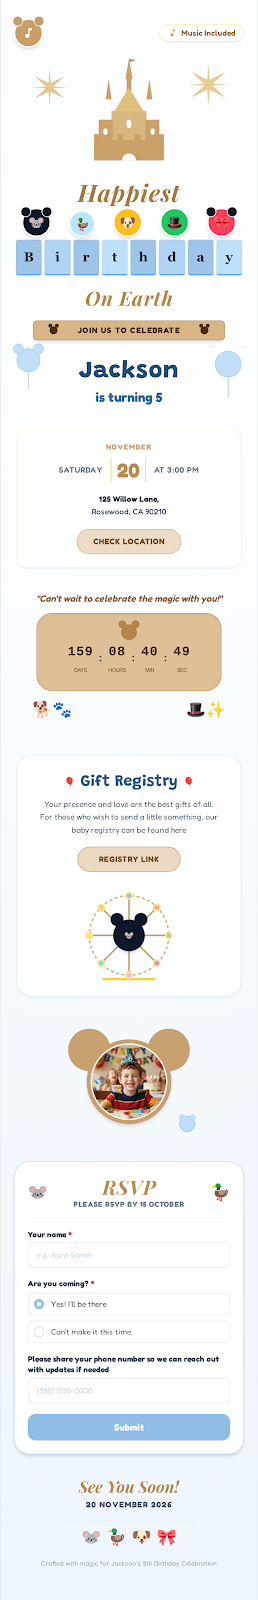 Music Included
Happiest
Birthday
On Earth
JOIN US TO CELEBRATE
Jackson
is turning 5
NOVEMBER
SATURDAY 20 AT 3:00 PM
125 Willow Lane,
Rosewood, CA 90210
CHECK LOCATION
"Can't wait to celebrate the magic with you!"
159 : 08 : 40 : 49
DAYS HOURS MIN SEC
Gift Registry
Your presence and love are the best gifts of all.
For those who wish to send a little something, our
baby registry can be found here
REGISTRY LINK
RSVP
PLEASE RSVP BY 15 OCTOBER
Your name *
e.g. Aunt Sarah
Are you coming? *
Yes! I'll be there
Can't make it this time.
Please share your phone number so we can reach out
with updates if needed
(555) 000-0000
Submit
See You Soon!
20 NOVEMBER 2026
Crafted with magic for Jackson's 5th Birthday Celebration